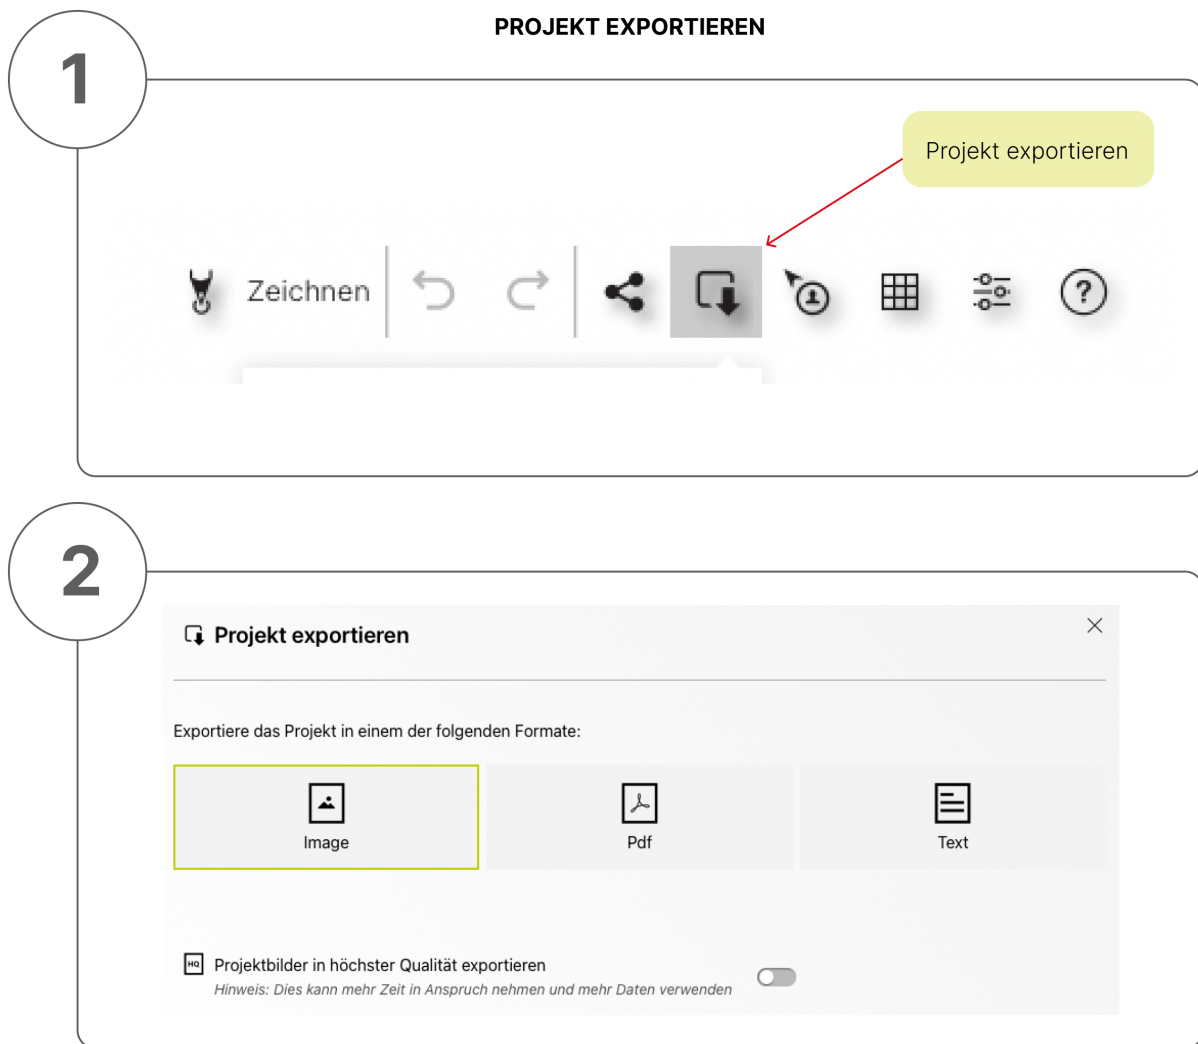 PROJEKT EXPORTIEREN
1
Projekt exportieren
Zeichnen
?
2
Projekt exportieren
Exportiere das Projekt in einem der folgenden Formate:
Image
Pdf
Text
HQ
Projektbilder in höchster Qualität exportieren
Hinweis: Dies kann mehr Zeit in Anspruch nehmen und mehr Daten verwenden